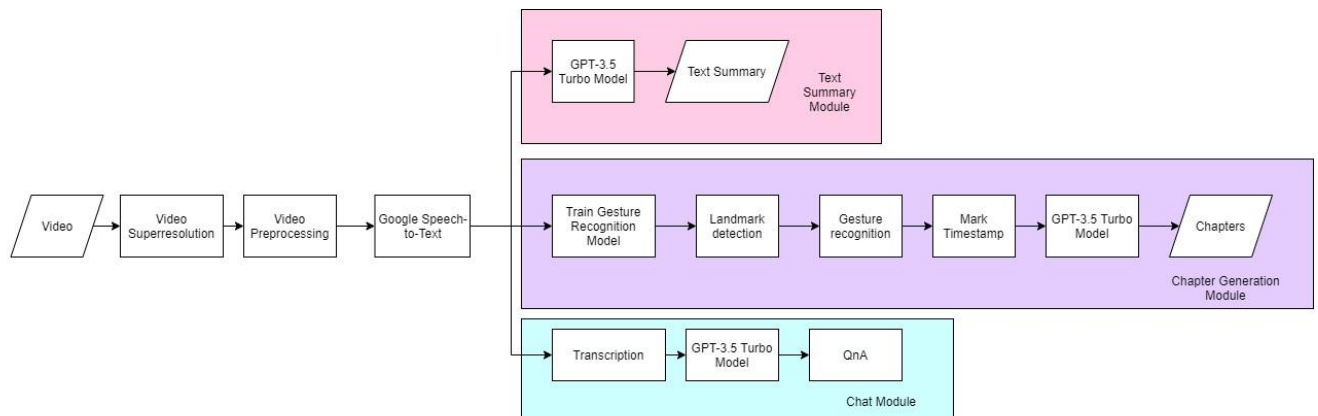 GPT-3.5
Turbo Model
Text Summary
Text
Summary
Module
Video
Video
Superresolution
Video
Preprocessing
Google Speech-
to-Text
Train Gesture
Recognition
Model
Landmark
detection
Gesture
recognition
Mark
Timestamp
GPT-3.5 Turbo
Model
Chapters
Chapter Generation
Module
Transcription
GPT-3.5 Turbo
Model
QnA
Chat Module